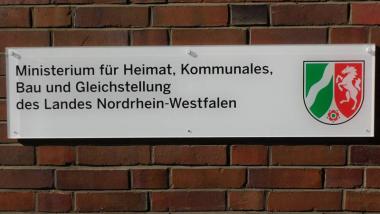 Ministerium für Heimat, Kommunales,
Bau und Gleichstellung
des Landes Nordrhein-Westfalen